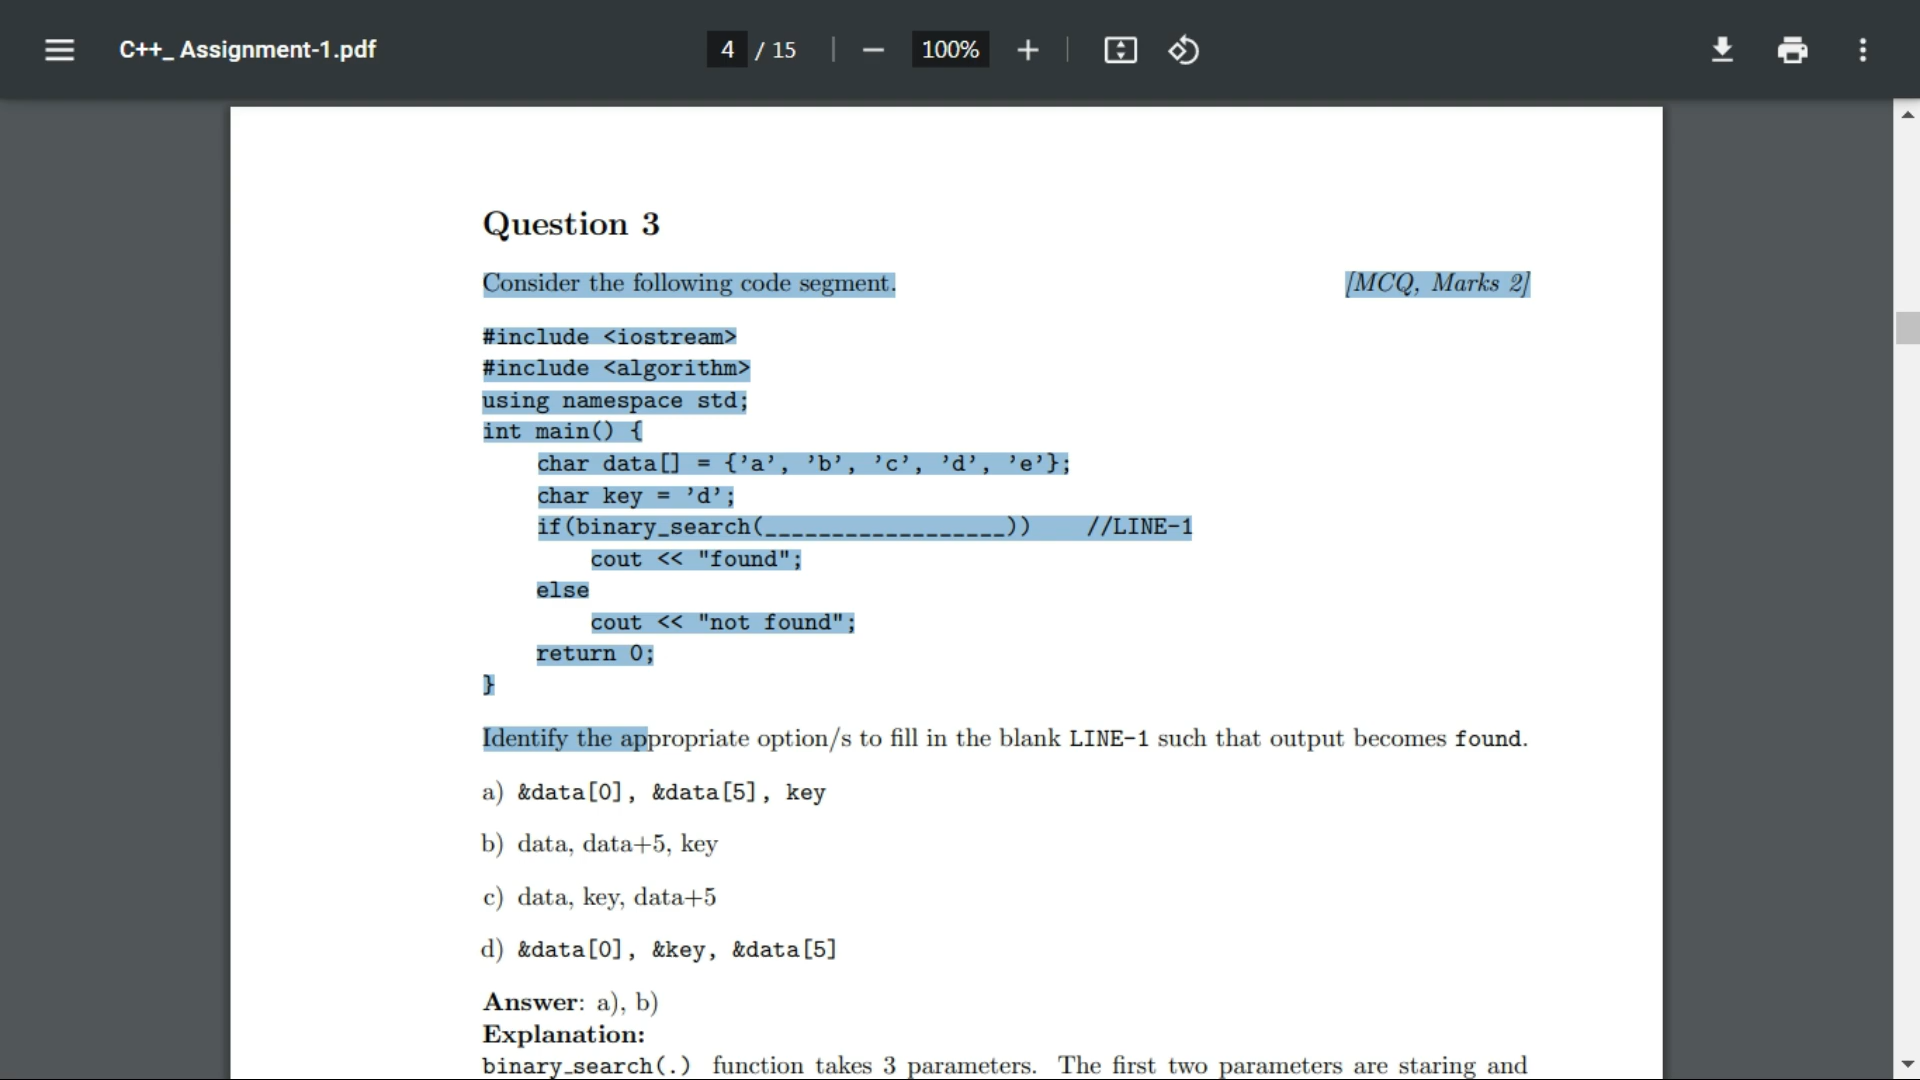 C++_ Assignment-1.pdf
4 / 15
100%
Question 3
Consider the following code segment. [MCQ, Marks 2]
#include <iostream>
#include <algorithm>
using namespace std;
int main() {
char data[] = {’a’, ’b’, ’c’, ’d’, ’e’};
char key = ’d’;
if(binary_search(__________________)) //LINE-1
cout << "found";
else
cout << "not found";
return 0;
}
Identify the appropriate option/s to fill in the blank LINE-1 such that output becomes found.
a) &data[0], &data[5], key
b) data, data+5, key
c) data, key, data+5
d) &data[0], &key, &data[5]
Answer: a), b)
Explanation:
binary_search(.) function takes 3 parameters. The first two parameters are staring and